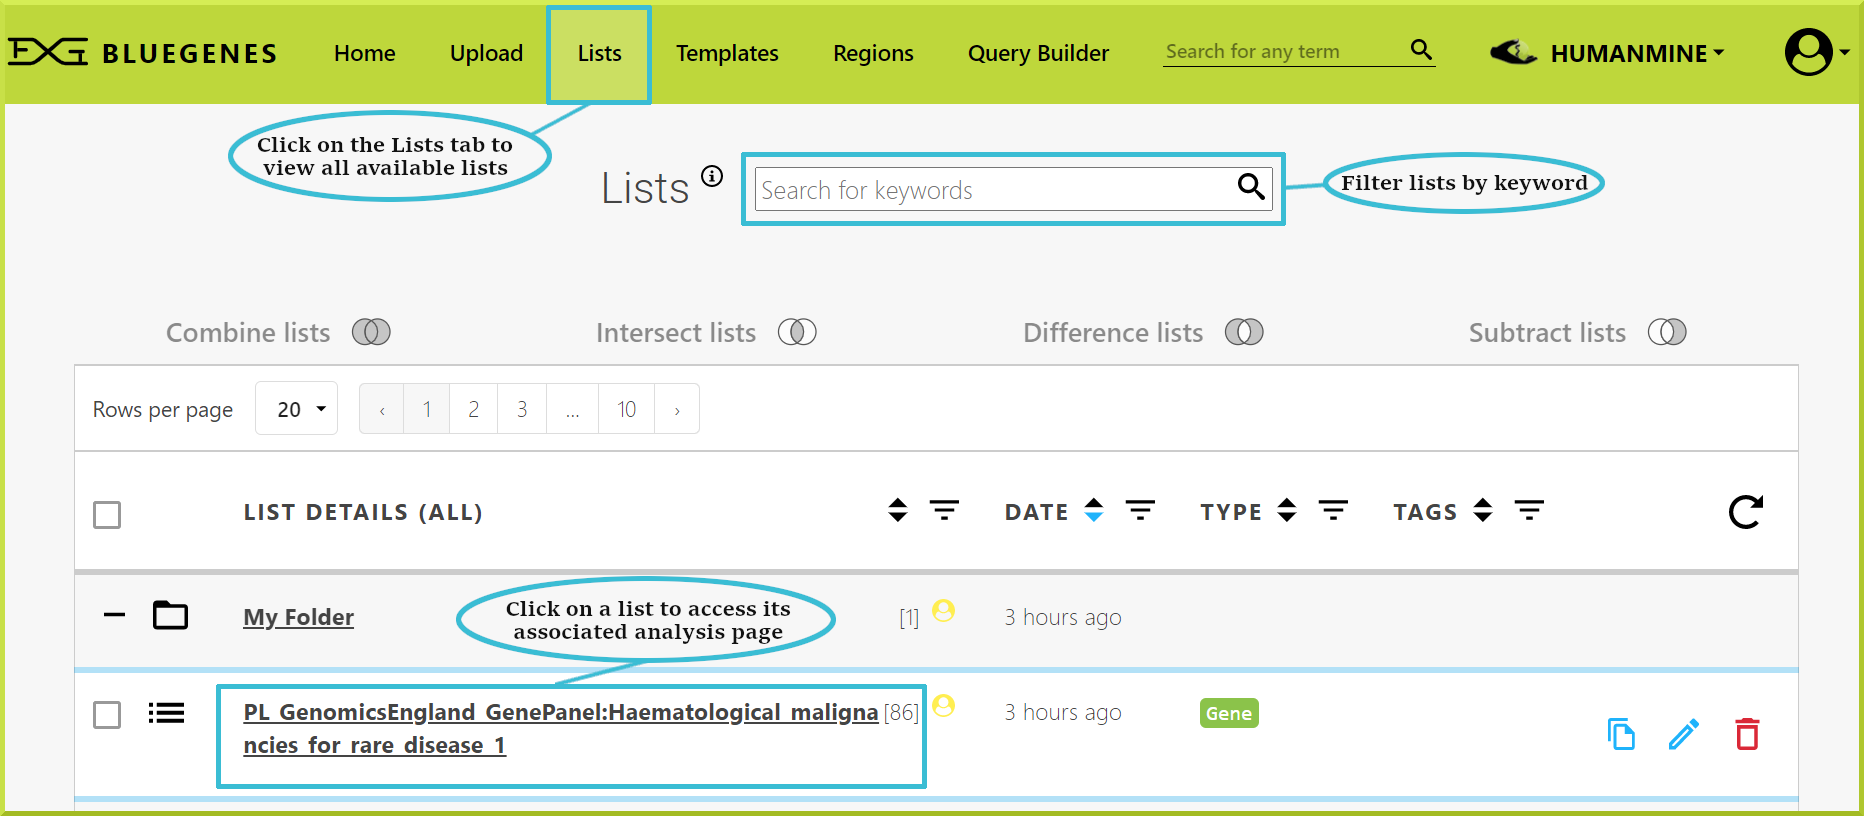 BLUEGENES Home Upload Lists Templates Regions Query Builder Search for any term HUMANMINE
Click on the Lists tab to
view all available lists
Lists
Search for keywords
Filter lists by keyword
Combine lists Intersect lists Difference lists Subtract lists
Rows per page 20 ‹ 1 2 3 ... 10 ›
LIST DETAILS (ALL) DATE TYPE TAGS
My Folder [1] 3 hours ago
Click on a list to access its
associated analysis page
PL_GenomicsEngland_GenePanel:Haematological_maligna [86] 3 hours ago Gene
ncies_for_rare_disease_1